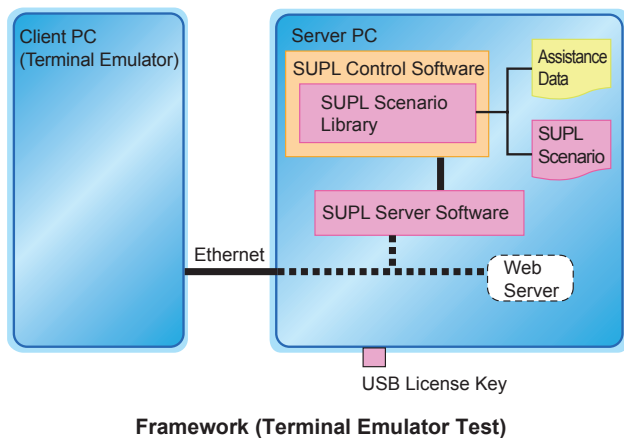 Client PC
(Terminal Emulator)
Server PC
SUPL Control Software
SUPL Scenario
Library
Assistance
Data
SUPL
Scenario
SUPL Server Software
Ethernet
Web
Server
USB License Key
Framework (Terminal Emulator Test)